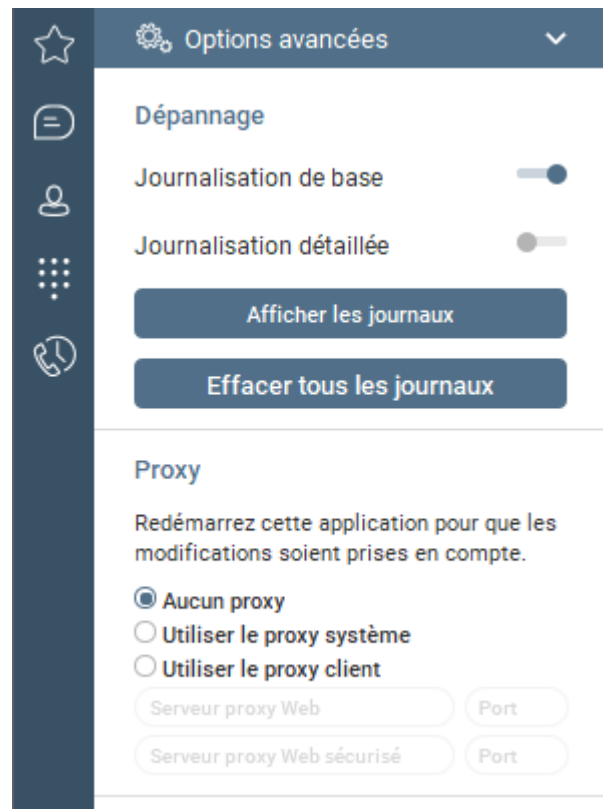 Options avancées
Dépannage
Journalisation de base
Journalisation détaillée
Afficher les journaux
Effacer tous les journaux
Proxy
Redémarrez cette application pour que les
modifications soient prises en compte.
Aucun proxy
Utiliser le proxy système
Utiliser le proxy client
Serveur proxy Web Port
Serveur proxy Web sécurisé Port